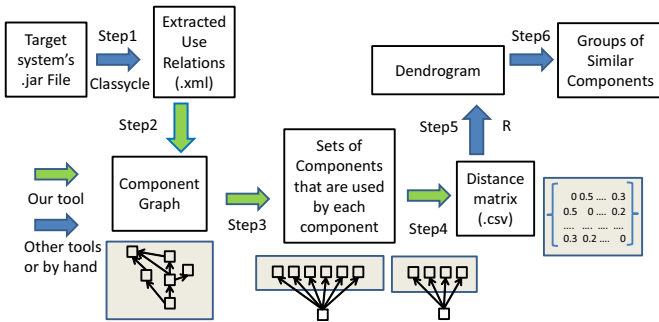 Target
system's
.jar File
Step1
Classycle
Extracted
Use
Relations
(.xml)
Step2
Dendrogram
Step6
Groups of
Similar
Components
Step5
R
Our tool
Other tools
or by hand
Component
Graph
Step3
Sets of
Components
that are used
by each
component
Step4
Distance
matrix
(.csv)
0 0.5 .... 0.3
0.5 0 .... 0.2
.... .... ....
0.3 0.2 .... 0